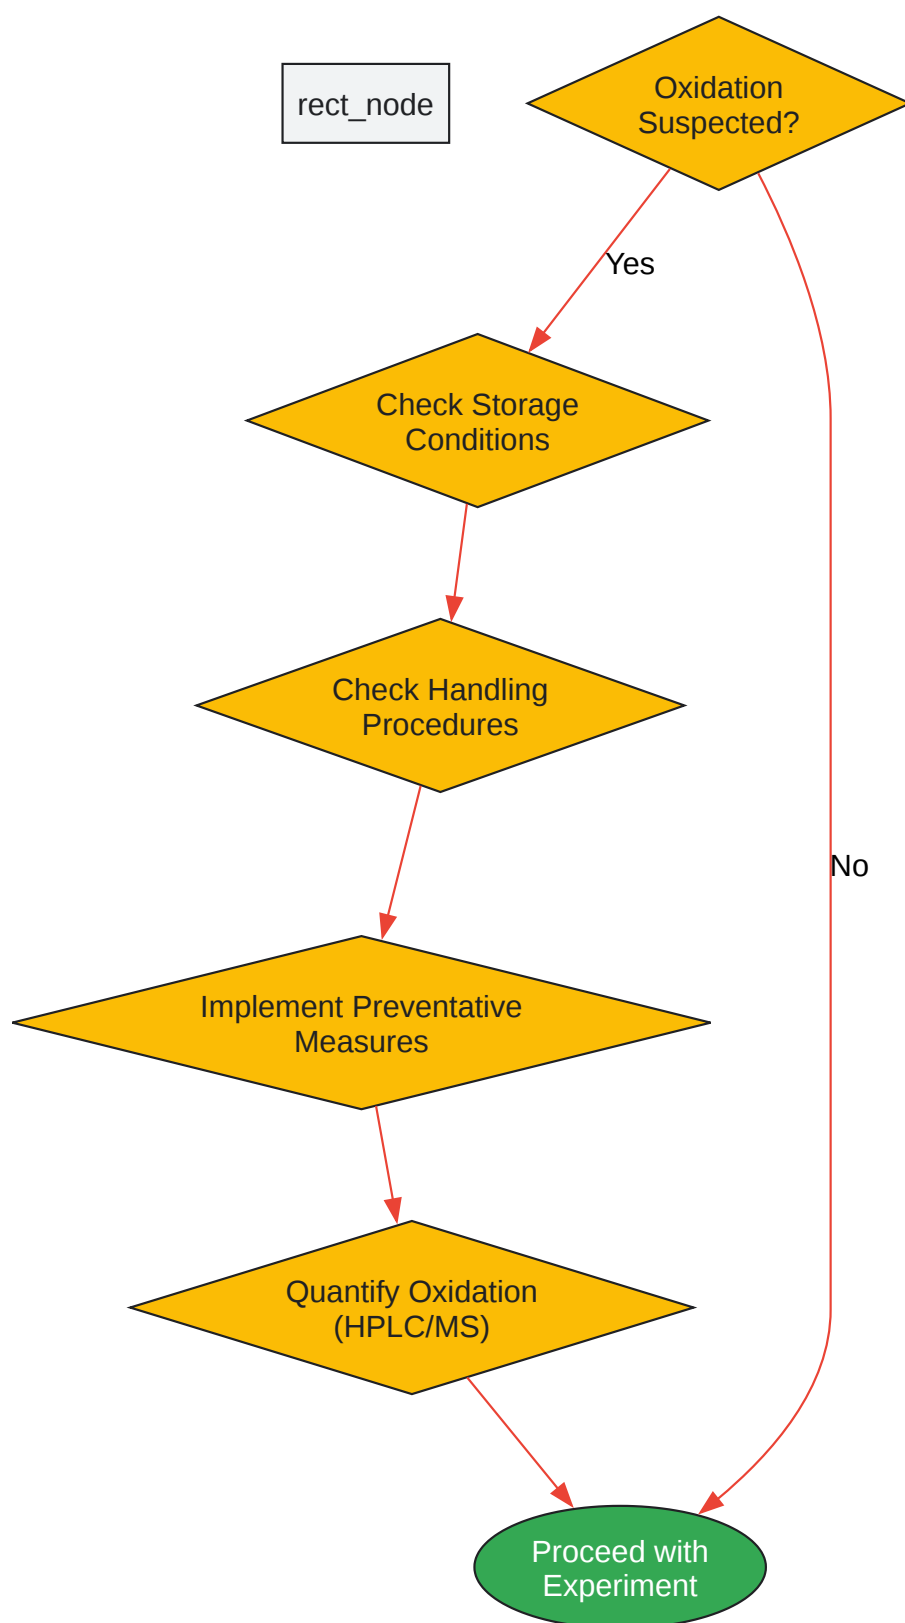 rect_node
Oxidation
Suspected?
Yes
Check Storage
Conditions
Check Handling
Procedures
No
Implement Preventative
Measures
Quantify Oxidation
(HPLC/MS)
Proceed with
Experiment